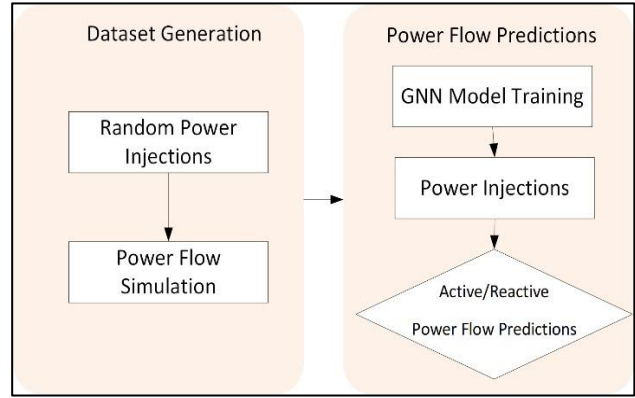 Dataset Generation
Random Power
Injections
Power Flow
Simulation
Power Flow Predictions
GNN Model Training
Power Injections
Active/Reactive
Power Flow Predictions